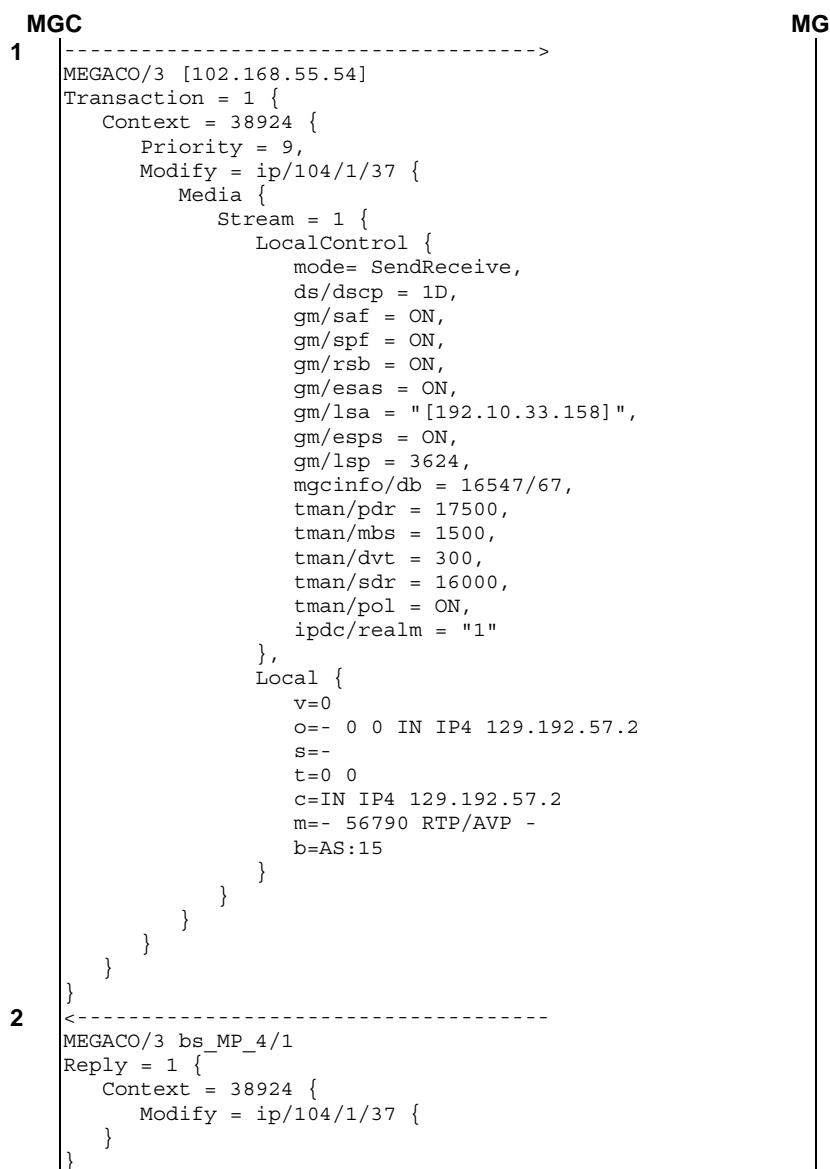 MGC MG
1 ------------------------------------->
MEGACO/3 [102.168.55.54]
Transaction = 1 {
Context = 38924 {
Priority = 9,
Modify = ip/104/1/37 {
Media {
Stream = 1 {
LocalControl {
mode= SendReceive,
ds/dscp = 1D,
gm/saf = ON,
gm/spf = ON,
gm/rsb = ON,
gm/esas = ON,
gm/lsa = "[192.10.33.158]",
gm/esps = ON,
gm/lsp = 3624,
mgcinfo/db = 16547/67,
tman/pdr = 17500,
tman/mbs = 1500,
tman/dvt = 300,
tman/sdr = 16000,
tman/pol = ON,
ipdc/realm = "1"
},
Local {
v=0
o=- 0 0 IN IP4 129.192.57.2
s=-
t=0 0
c=IN IP4 129.192.57.2
m=- 56790 RTP/AVP -
b=AS:15
}
}
}
}
}
}
2 <-------------------------------------
MEGACO/3 bs_MP_4/1
Reply = 1 {
Context = 38924 {
Modify = ip/104/1/37 {
}
}